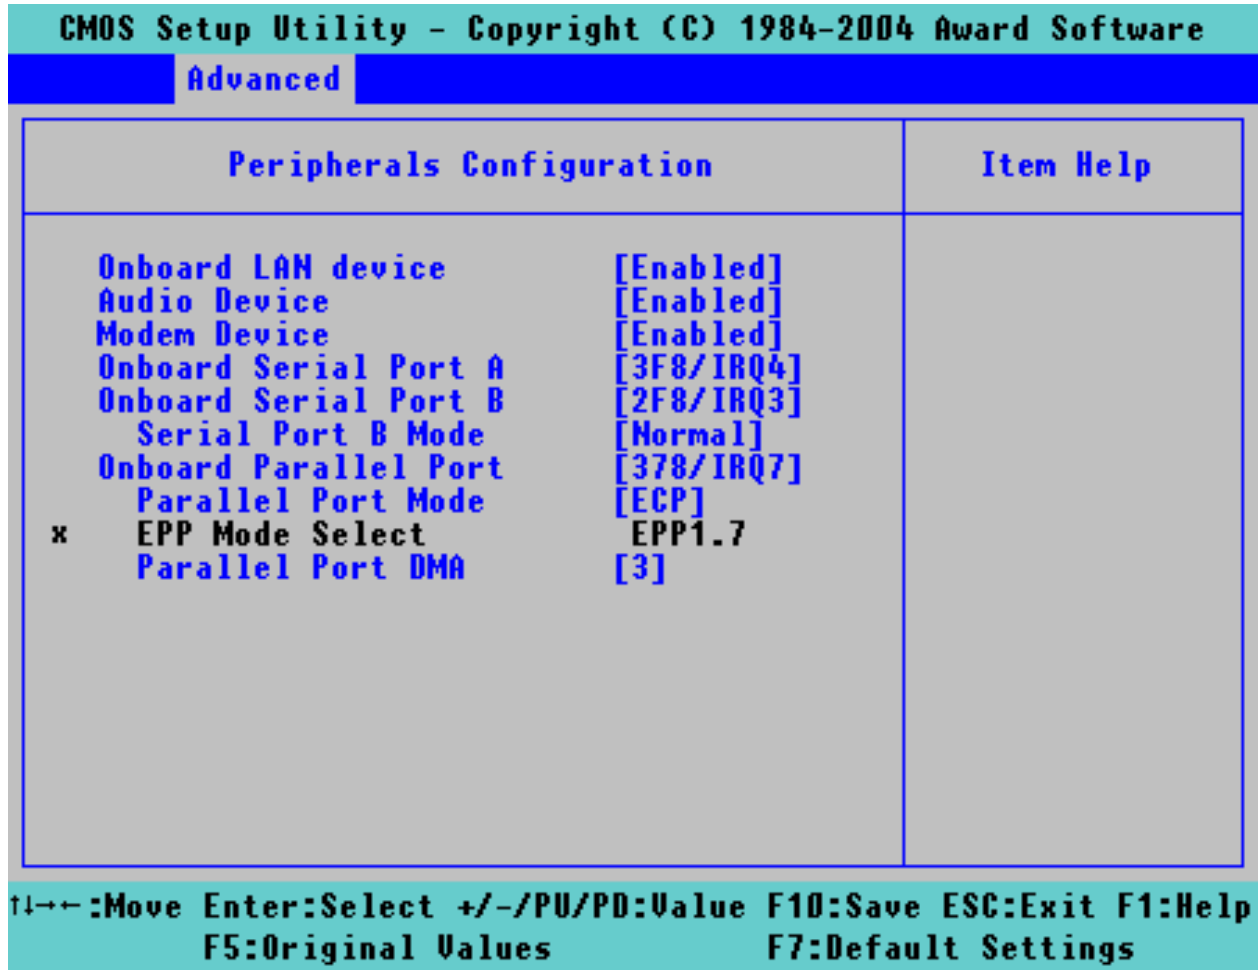 CMOS Setup Utility - Copyright (C) 1984-2004 Award Software
Advanced
Peripherals Configuration
Item Help
Onboard LAN device [Enabled]
Audio Device [Enabled]
Modem Device [Enabled]
Onboard Serial Port A [3F8/IRQ4]
Onboard Serial Port B [2F8/IRQ3]
Serial Port B Mode [Normal]
Onboard Parallel Port [378/IRQ7]
Parallel Port Mode [ECP]
x EPP Mode Select EPP1.7
Parallel Port DMA [3]
↑↓→←:Move Enter:Select +/-/PU/PD:Value F10:Save ESC:Exit F1:Help
F5:Original Values F7:Default Settings